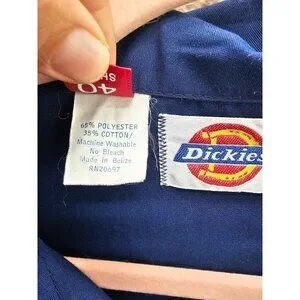 40
SH
65% POLYESTER
35% COTTON/
Machine Washable
No Bleach
Made in Belize
RN20697
Dickies